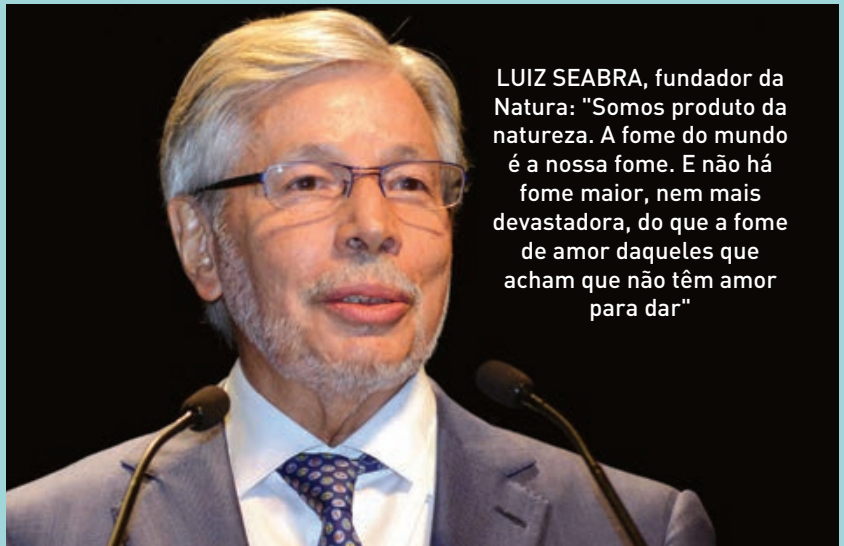 LUIZ SEABRA, fundador da
Natura: "Somos produto da
natureza. A fome do mundo
é a nossa fome. E não há
fome maior, nem mais
devastadora, do que a fome
de amor daqueles que
acham que não têm amor
para dar"